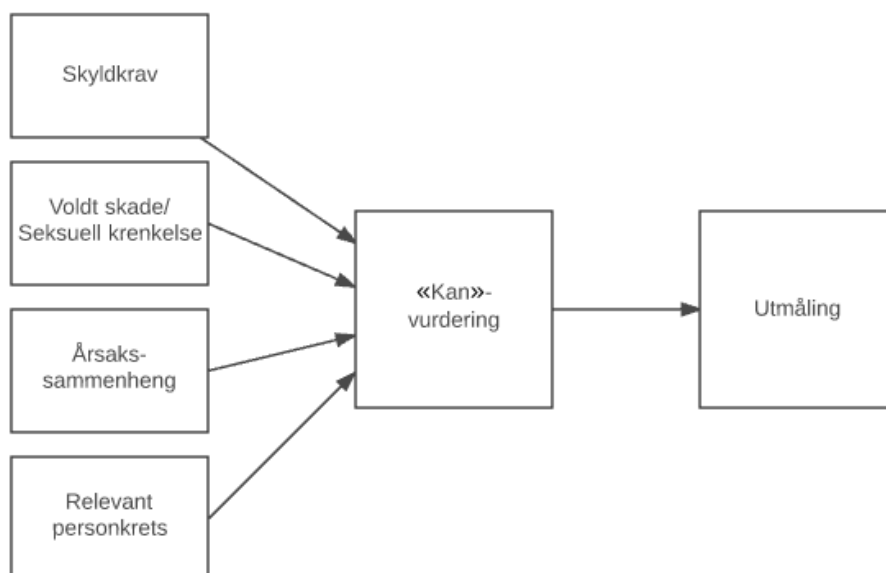 Skyldkrav
Voldt skade/
Seksuell krenkelse
Årsaks-
sammenheng
Relevant
personkrets
«Kan»-
vurdering
Utmåling